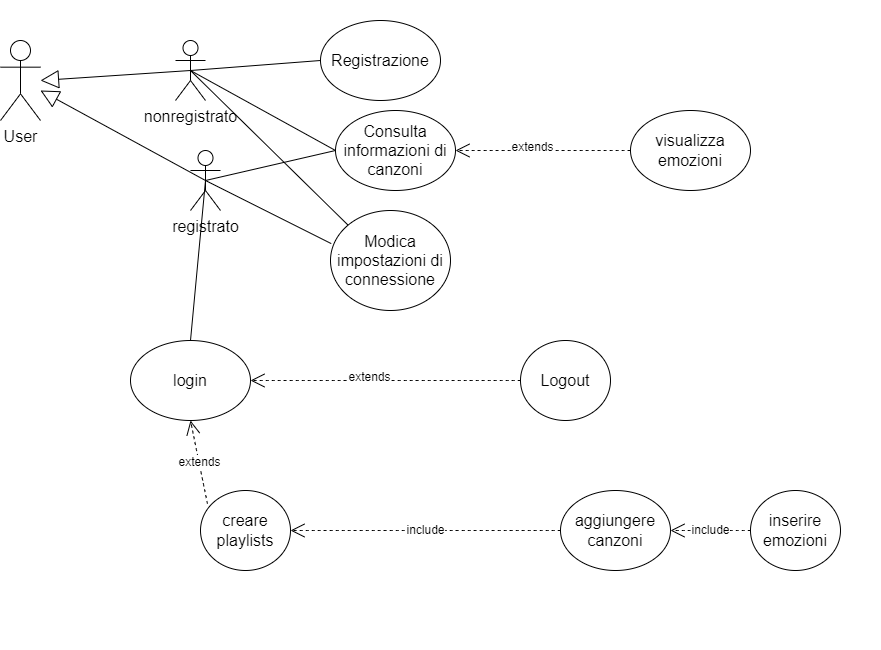 User
nonregistrato
registrato
Registrazione
Consulta
informazioni di
canzoni
extends
visualizza
emozioni
Modica
impostazioni di
connessione
login
extends
Logout
extends
creare
playlists
include
aggiungere
canzoni
include
inserire
emozioni